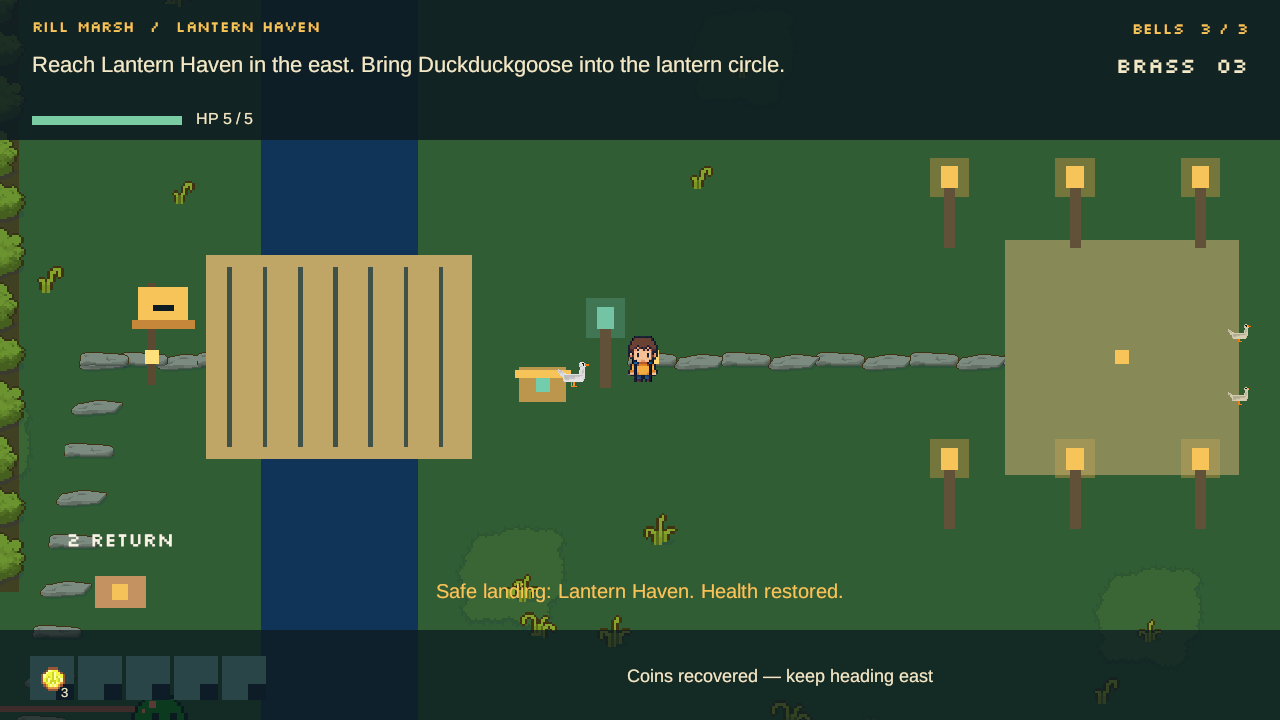 RILL MARSH / LANTERN HAVEN
BELLS 3 / 3
Reach Lantern Haven in the east. Bring Duckduckgoose into the lantern circle.
BRASS 03
HP 5 / 5
2 RETURN
Safe landing: Lantern Haven. Health restored.
Coins recovered — keep heading east
3